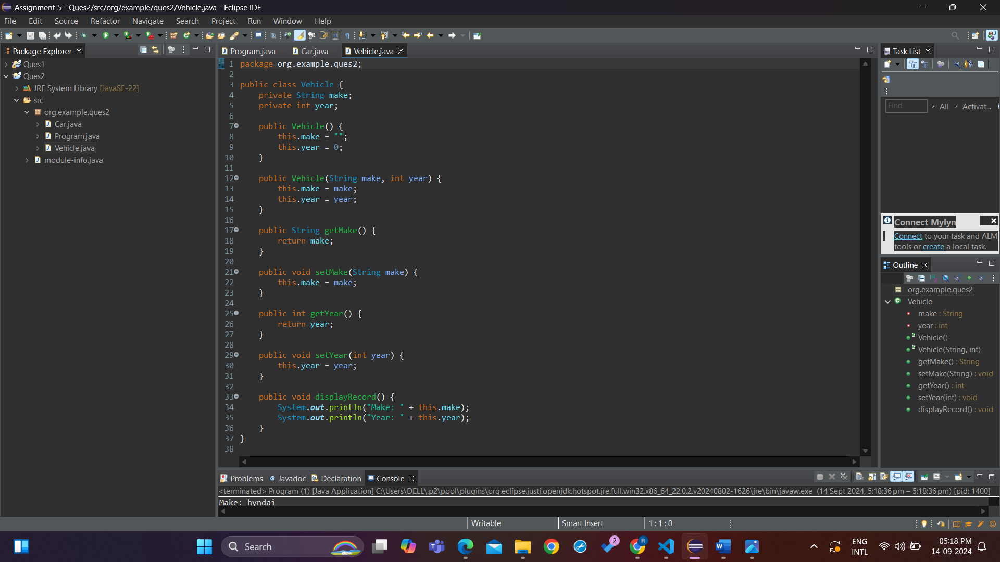 Assignment 5 - Ques2/src/org/example/ques2/Vehicle.java - Eclipse IDE
File Edit Source Refactor Navigate Search Project Run Window Help
Package Explorer
Ques1
Ques2
JRE System Library [JavaSE-22]
src
org.example.ques2
Car.java
Program.java
Vehicle.java
module-info.java
Program.java Car.java Vehicle.java
1 package org.example.ques2;
2
3 public class Vehicle {
4 private String make;
5 private int year;
6
7 public Vehicle() {
8 this.make = "";
9 this.year = 0;
10 }
11
12 public Vehicle(String make, int year) {
13 this.make = make;
14 this.year = year;
15 }
16
17 public String getMake() {
18 return make;
19 }
20
21 public void setMake(String make) {
22 this.make = make;
23 }
24
25 public int getYear() {
26 return year;
27 }
28
29 public void setYear(int year) {
30 this.year = year;
31 }
32
33 public void displayRecord() {
34 System.out.println("Make: " + this.make);
35 System.out.println("Year: " + this.year);
36 }
37 }
38
Task List
Find All Activat...
Connect Mylyn
Connect to your task and ALM
tools or create a local task.
Outline
org.example.ques2
Vehicle
make : String
year : int
Vehicle()
Vehicle(String, int)
getMake() : String
setMake(String) : void
getYear() : int
setYear(int) : void
displayRecord() : void
Problems Javadoc Declaration Console
<terminated> Program (1) [Java Application] C:\Users\DELL\.p2\pool\plugins\org.eclipse.justj.openjdk.hotspot.jre.full.win32.x86_64_22.0.2.v20240802-1626\jre\bin\javaw.exe (14 Sept 2024, 5:18:36 pm – 5:18:36 pm) [pid: 1400]
Make: hyndai
Writable Smart Insert 1 : 1 : 0
Search
2
R
ENG
INTL
05:18 PM
14-09-2024